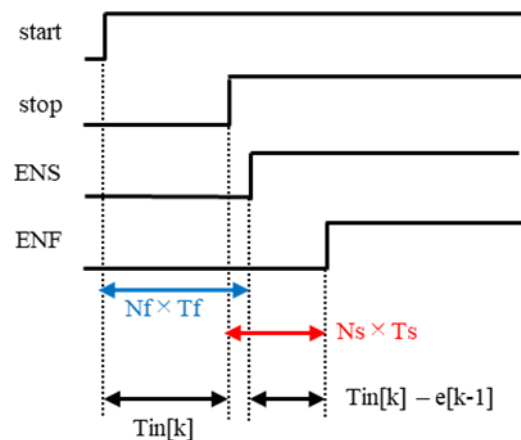 start
stop
ENS
ENF
Nf × Tf
Ns × Ts
Tin[k]
Tin[k] – e[k-1]